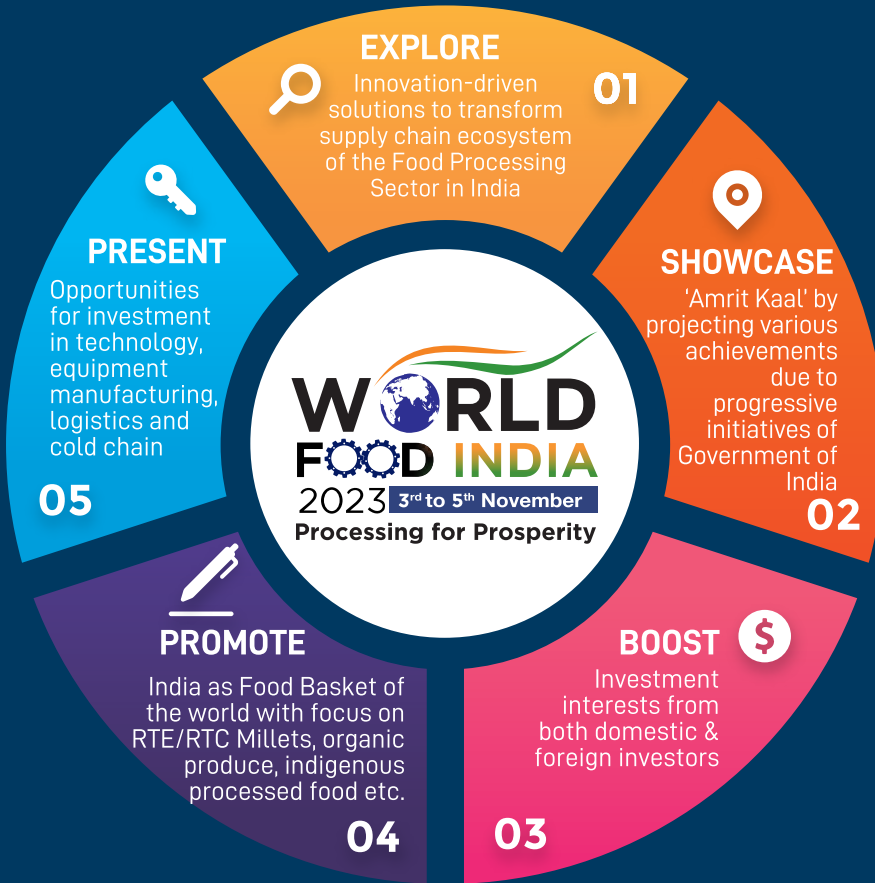 EXPLORE
Innovation-driven
solutions to transform
supply chain ecosystem
of the Food Processing
Sector in India
01
SHOWCASE
‘Amrit Kaal’ by
projecting various
achievements
due to
progressive
initiatives of
Government of
India
02
BOOST
$
Investment
interests from
both domestic &
foreign investors
03
PROMOTE
India as Food Basket of
the world with focus on
RTE/RTC Millets, organic
produce, indigenous
processed food etc.
04
PRESENT
Opportunities
for investment
in technology,
equipment
manufacturing,
logistics and
cold chain
05
WORLD
FOOD INDIA
2023 3rd to 5th November
Processing for Prosperity